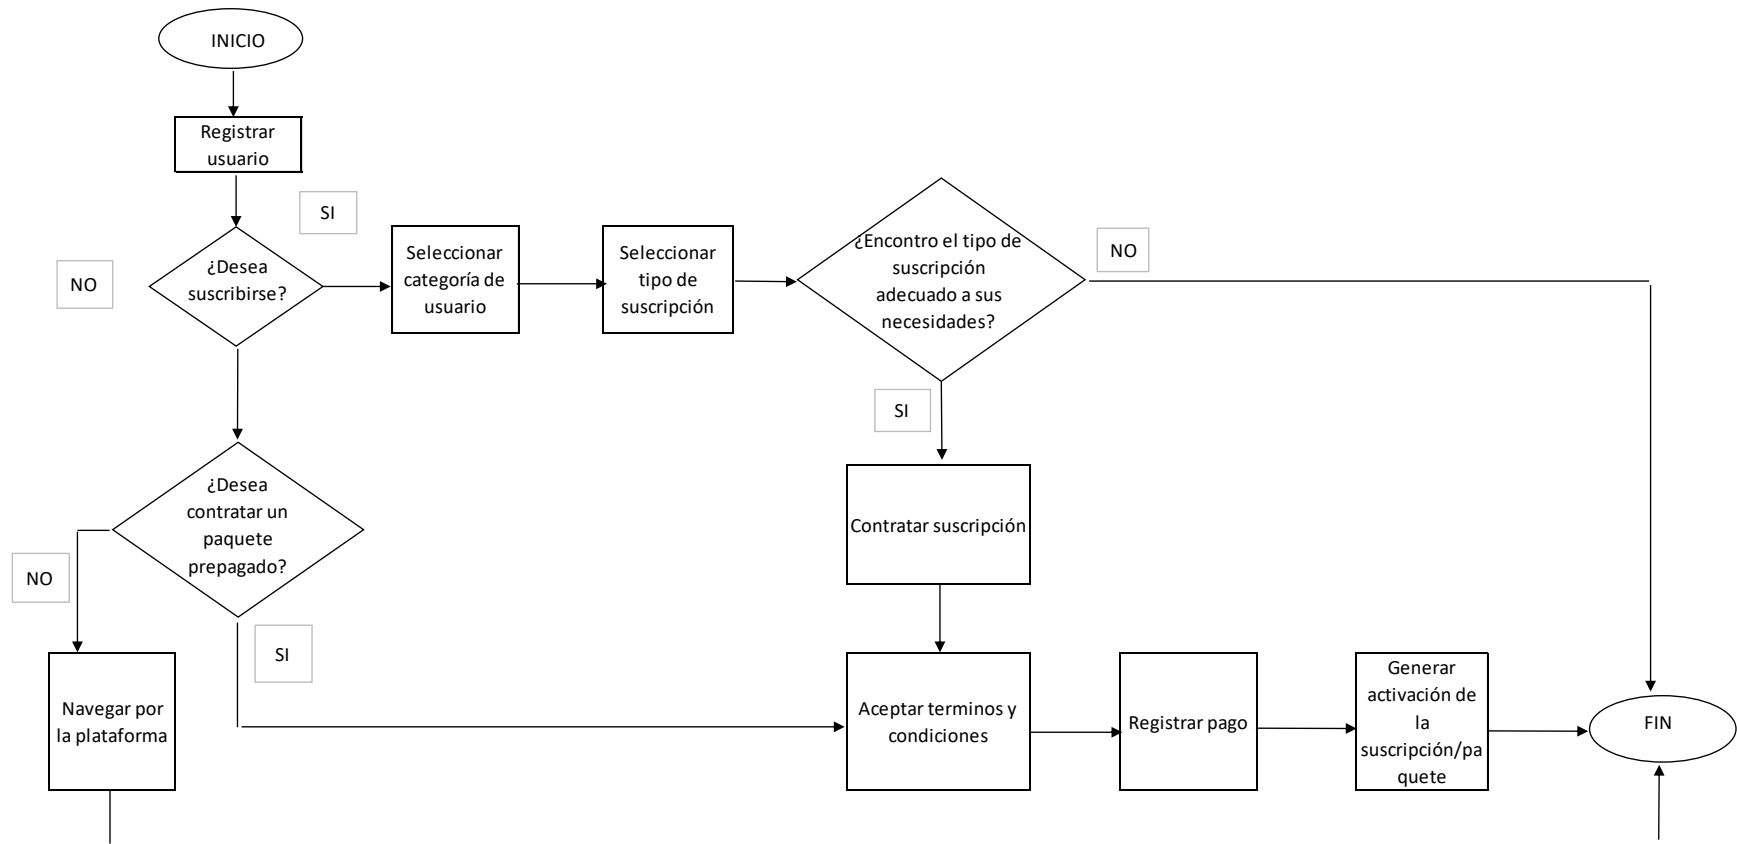 INICIO
Registrar
usuario
SI
NO
¿Desea
suscribirse?
Seleccionar
categoría de
usuario
Seleccionar
tipo de
suscripción
¿Encontro el tipo de
suscripción
adecuado a sus
necesidades?
NO
SI
¿Desea
contratar un
paquete
prepagado?
NO
SI
Contratar suscripción
Navegar por
la plataforma
Aceptar terminos y
condiciones
Registrar pago
Generar
activación de
la
suscripción/pa
quete
FIN